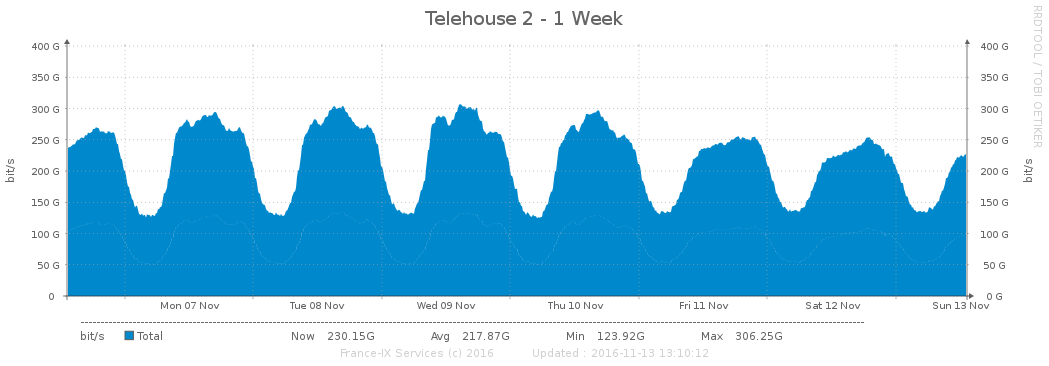 Telehouse 2 - 1 Week
RRDTOOL / TOBI OETIKER
400 G 400 G
350 G 350 G
300 G 300 G
250 G 250 G
200 G 200 G
150 G 150 G
100 G 100 G
50 G 50 G
0 0 G
bit/s bit/s
Mon 07 Nov Tue 08 Nov Wed 09 Nov Thu 10 Nov Fri 11 Nov Sat 12 Nov Sun 13 Nov
bit/s Total Now 230.15G Avg 217.87G Min 123.92G Max 306.25G
France-IX Services (c) 2016 Updated : 2016-11-13 13:10:12